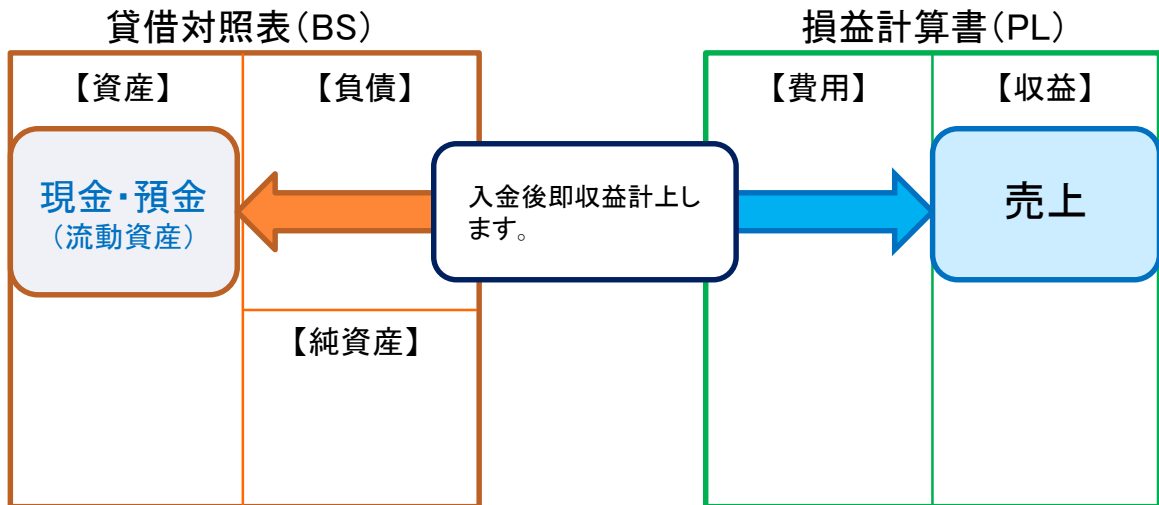 貸借対照表（BS）
損益計算書（PL）
【資産】
【負債】
【費用】
【収益】
現金・預金
（流動資産）
入金後即収益計上し
ます。
売上
【純資産】